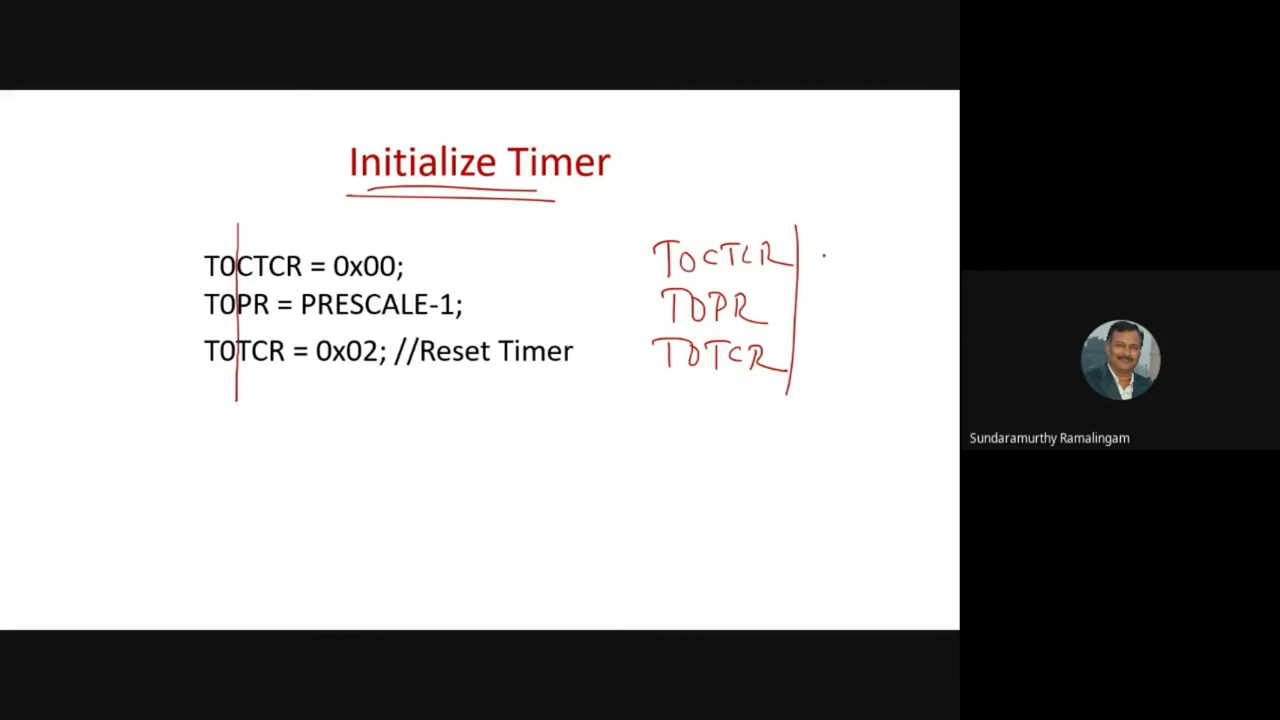 Initialize Timer
T0CTCR = 0x00;
T0PR = PRESCALE-1;
T0TCR = 0x02; //Reset Timer
T0CTCR
T0PR
T0TCR
Sundaramurthy Ramalingam